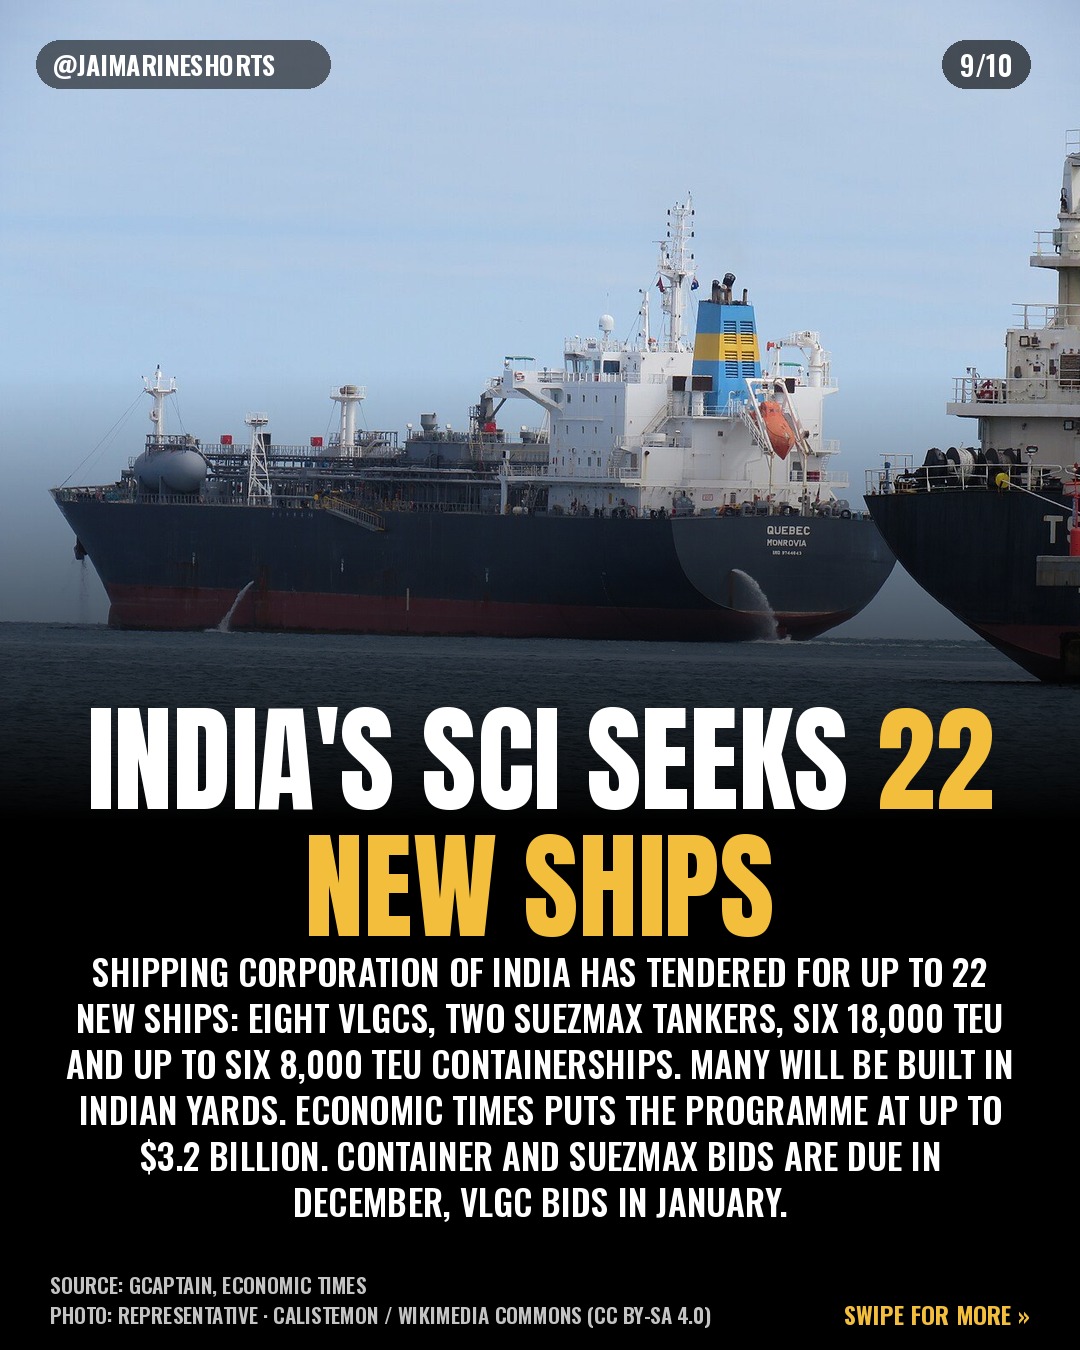 @JAIMARINESHORTS
9/10
QUEBEC
MONROVIA
TS
INDIA'S SCI SEEKS 22
NEW SHIPS
SHIPPING CORPORATION OF INDIA HAS TENDERED FOR UP TO 22
NEW SHIPS: EIGHT VLGCS, TWO SUEZMAX TANKERS, SIX 18,000 TEU
AND UP TO SIX 8,000 TEU CONTAINERSHIPS. MANY WILL BE BUILT IN
INDIAN YARDS. ECONOMIC TIMES PUTS THE PROGRAMME AT UP TO
$3.2 BILLION. CONTAINER AND SUEZMAX BIDS ARE DUE IN
DECEMBER, VLGC BIDS IN JANUARY.
SOURCE: GCAPTAIN, ECONOMIC TIMES
PHOTO: REPRESENTATIVE · CALISTEMON / WIKIMEDIA COMMONS (CC BY-SA 4.0)
SWIPE FOR MORE »